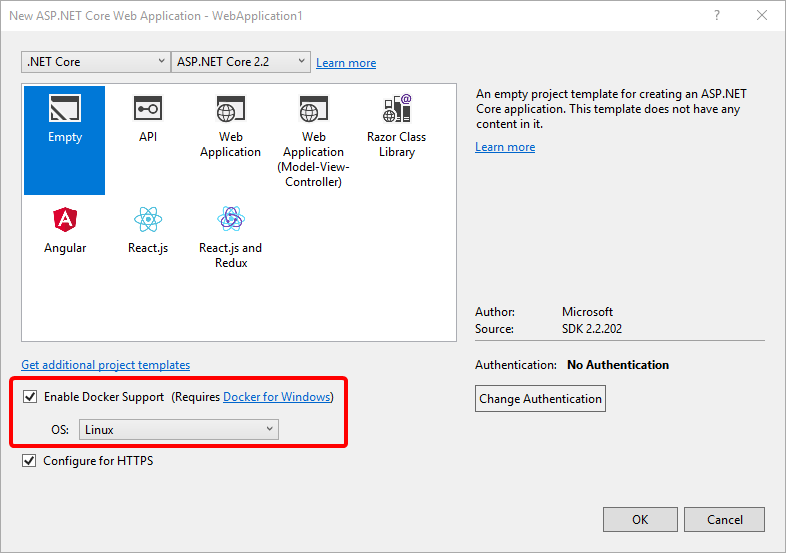 New ASP.NET Core Web Application - WebApplication1
.NET Core
ASP.NET Core 2.2
Learn more
Empty
API
Web
Application
Web
Application
(Model-View-
Controller)
Razor Class
Library
Angular
React.js
React.js and
Redux
An empty project template for creating an ASP.NET
Core application. This template does not have any
content in it.
Learn more
Author: Microsoft
Source: SDK 2.2.202
Get additional project templates
Authentication: No Authentication
Change Authentication
Enable Docker Support (Requires Docker for Windows)
OS: Linux
Configure for HTTPS
OK
Cancel